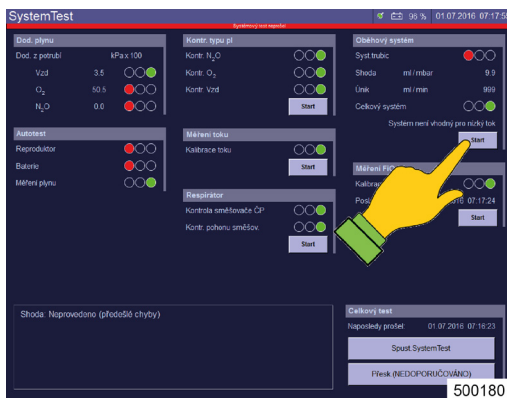 SystemTest 98 % 01.07.2016 07:17:5
Systémový test neprošel
Dod. plynu
Dod. z potrubí kPa x 100
Vzd 3.5
O₂ 50.5
N₂O 0.0
Autotest
Reproduktor
Baterie
Měření plynu
Kontr. typu pl
Kontr. N₂O
Kontr. O₂
Kontr. Vzd
Start
Měření toku
Kalibrace toku
Start
Respirátor
Kontrola směšovače ČP
Kontr. pohonu směšov.
Start
Oběhový systém
Syst.trubic
Shoda ml/mbar 9.9
Únik ml/min 999
Celkový systém
Systém není vhodný pro nízký tok
Start
Měření
07:17:24
Start
Shoda: Neprovedeno (předešlé chyby)
Celkový test
Naposledy prošel: 01.07.2016 07:16:23
Spust.SystemTest
Přesk.(NEDOPORUČOVÁNO)
500180